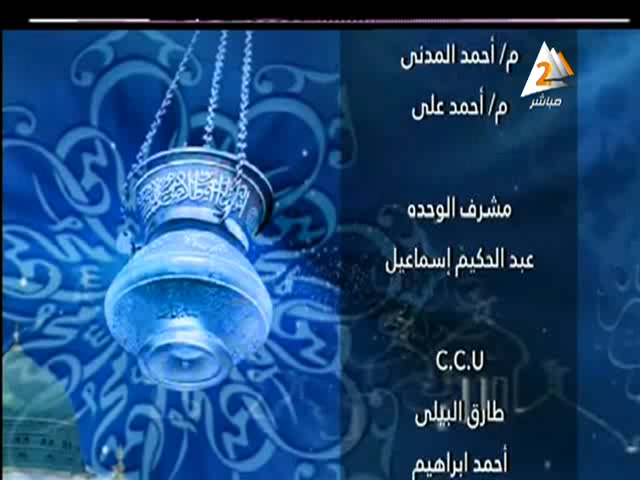 م/ أحمد المدنى
2
مباشر
م/ أحمد على
مشرف الوحده
عبد الحكيم إسماعيل
C.C.U
طارق البيلى
أحمد ابراهيم